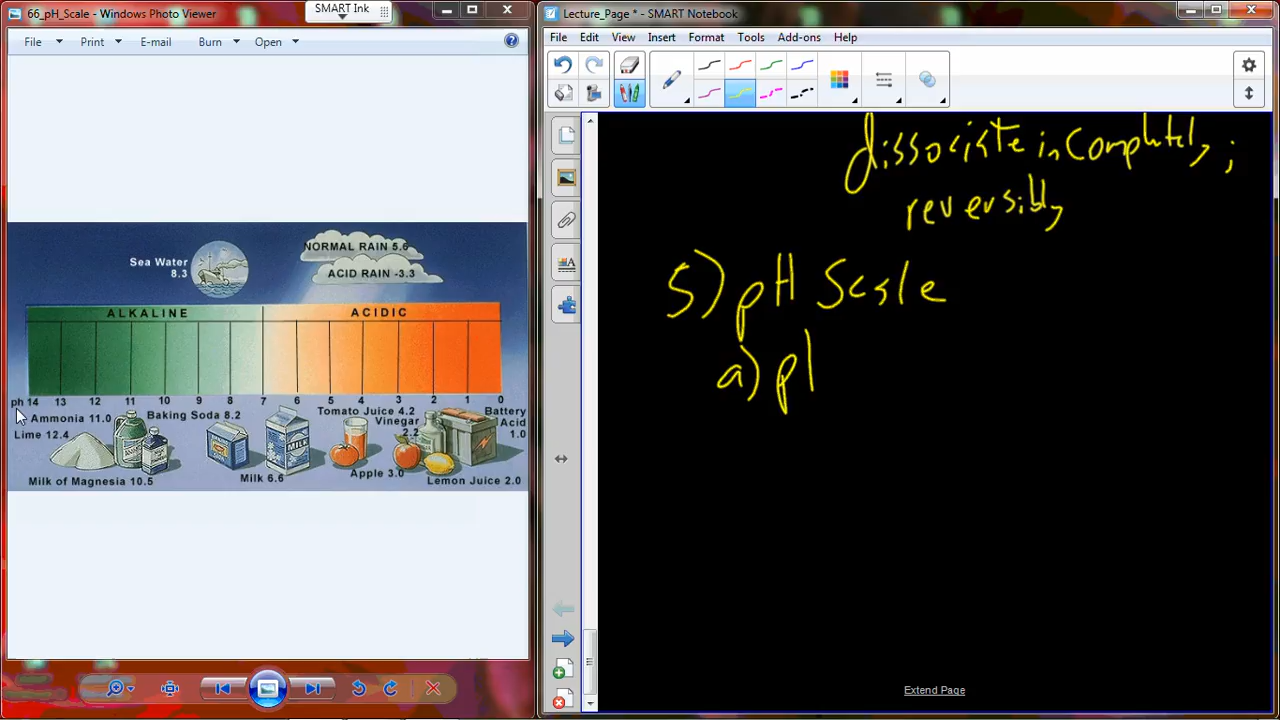 66_pH_Scale - Windows Photo Viewer
SMART Ink
File Print E-mail Burn Open
Sea Water
8.3
NORMAL RAIN 5.6
ACID RAIN -3.3
ALKALINE ACIDIC
ph 14 13 12 11 10 9 8 7 6 5 4 3 2 1 0
Ammonia 11.0
Baking Soda 8.2
Tomato Juice 4.2
Vinegar
2.2
Battery
Acid
1.0
Lime 12.4
MILK
Milk of Magnesia 10.5
Milk 6.6
Apple 3.0
Lemon Juice 2.0
Lecture_Page * - SMART Notebook
File Edit View Insert Format Tools Add-ons Help
dissociate incompletely;
reversibly
5) pH Scale
a) pl
Extend Page